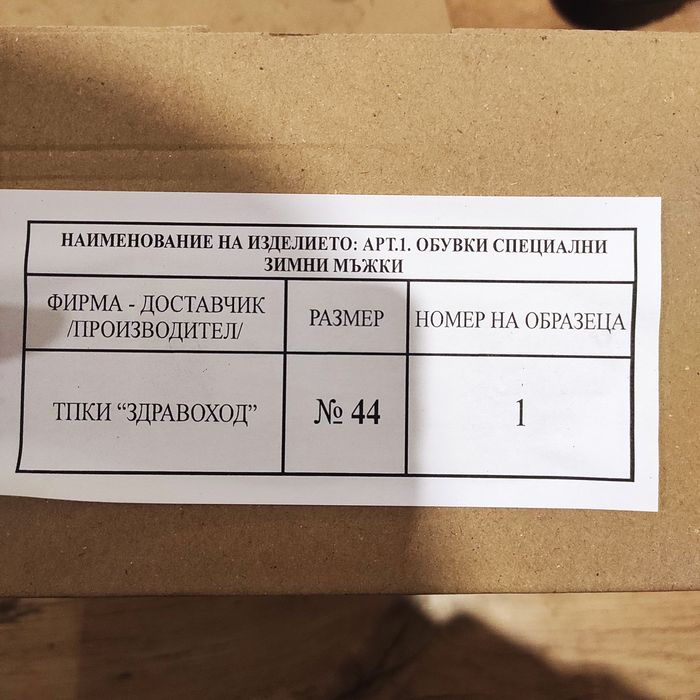 НАИМЕНОВАНИЕ НА ИЗДЕЛИЕТО: АРТ.1. ОБУВКИ СПЕЦИАЛНИ
ЗИМНИ МЪЖКИ
ФИРМА - ДОСТАВЧИК
/ПРОИЗВОДИТЕЛ/
РАЗМЕР
НОМЕР НА ОБРАЗЕЦА
ТПКИ “ЗДРАВОХОД”
№ 44
1